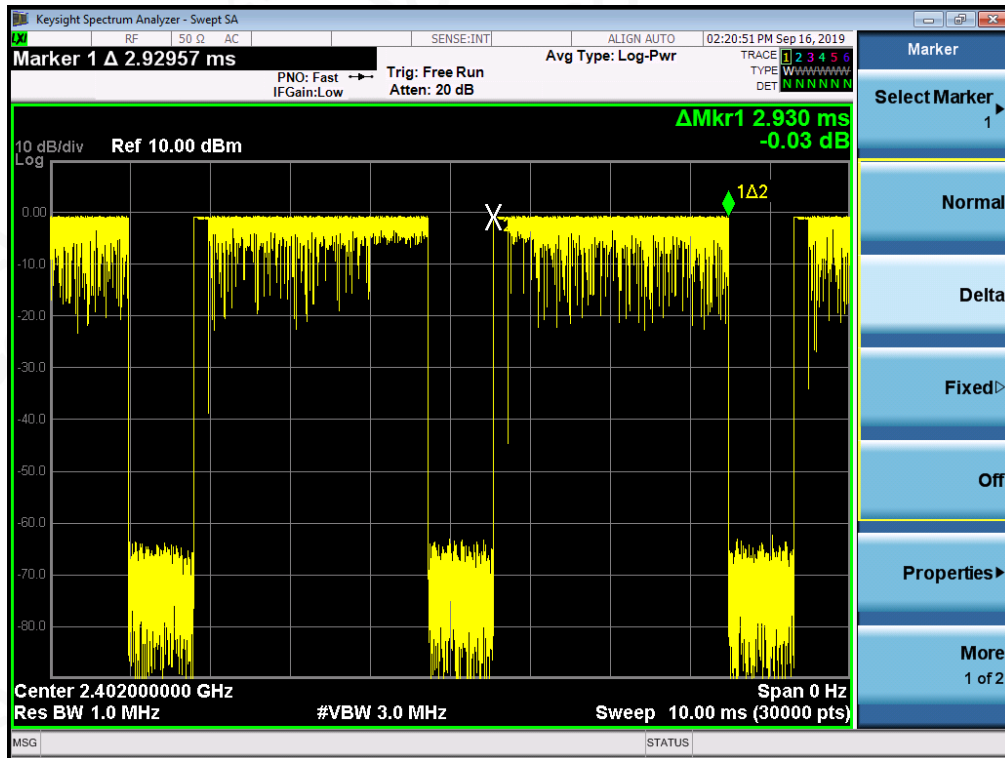 Keysight Spectrum Analyzer - Swept SA
LXI RF 50 Ω AC SENSE:INT ALIGN AUTO 02:20:51 PM Sep 16, 2019
Marker 1 Δ 2.92957 ms
PNO: Fast
IFGain:Low
Trig: Free Run
Atten: 20 dB
Avg Type: Log-Pwr
TRACE 1 2 3 4 5 6
TYPE W
DET N N N N N N
ΔMkr1 2.930 ms
-0.03 dB
10 dB/div Ref 10.00 dBm
Log
1Δ2
0.00
-10.0
-20.0
-30.0
-40.0
-50.0
-60.0
-70.0
-80.0
Center 2.402000000 GHz Span 0 Hz
Res BW 1.0 MHz #VBW 3.0 MHz Sweep 10.00 ms (30000 pts)
MSG STATUS
Marker
Select Marker
1
Normal
Delta
Fixed
Off
Properties
More
1 of 2